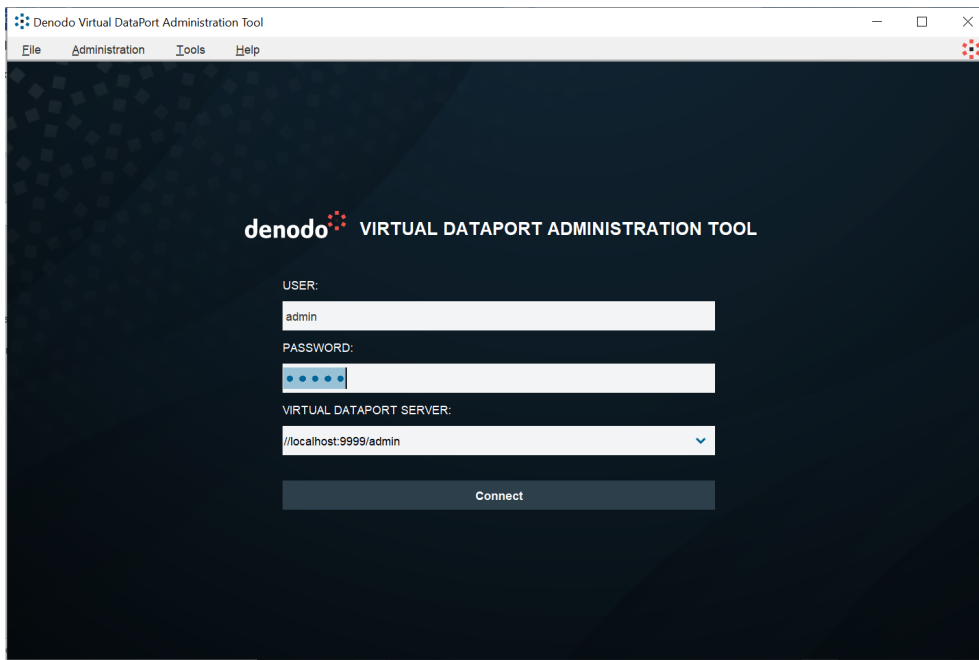 Denodo Virtual DataPort Administration Tool
File Administration Tools Help
denodo VIRTUAL DATAPORT ADMINISTRATION TOOL
USER:
admin
PASSWORD:
VIRTUAL DATAPORT SERVER:
//localhost:9999/admin
Connect